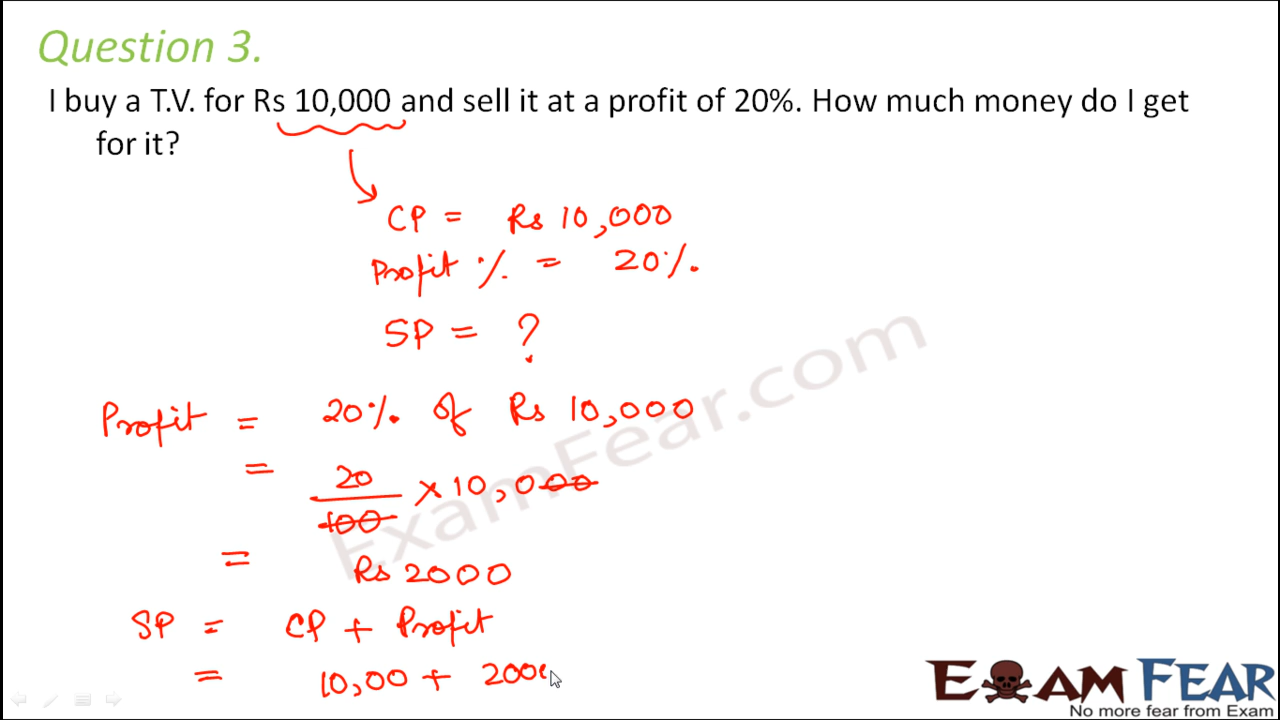 Question 3.
I buy a T.V. for Rs 10,000 and sell it at a profit of 20%. How much money do I get
for it?
CP = Rs 10,000
Profit % = 20%.
SP = ?
Profit = 20% of Rs 10,000
= 20/100 × 10,000
= Rs 2000
SP = CP + Profit
= 10,00 + 2000
ExamFear.com
EXAM FEAR
No more fear from Exam